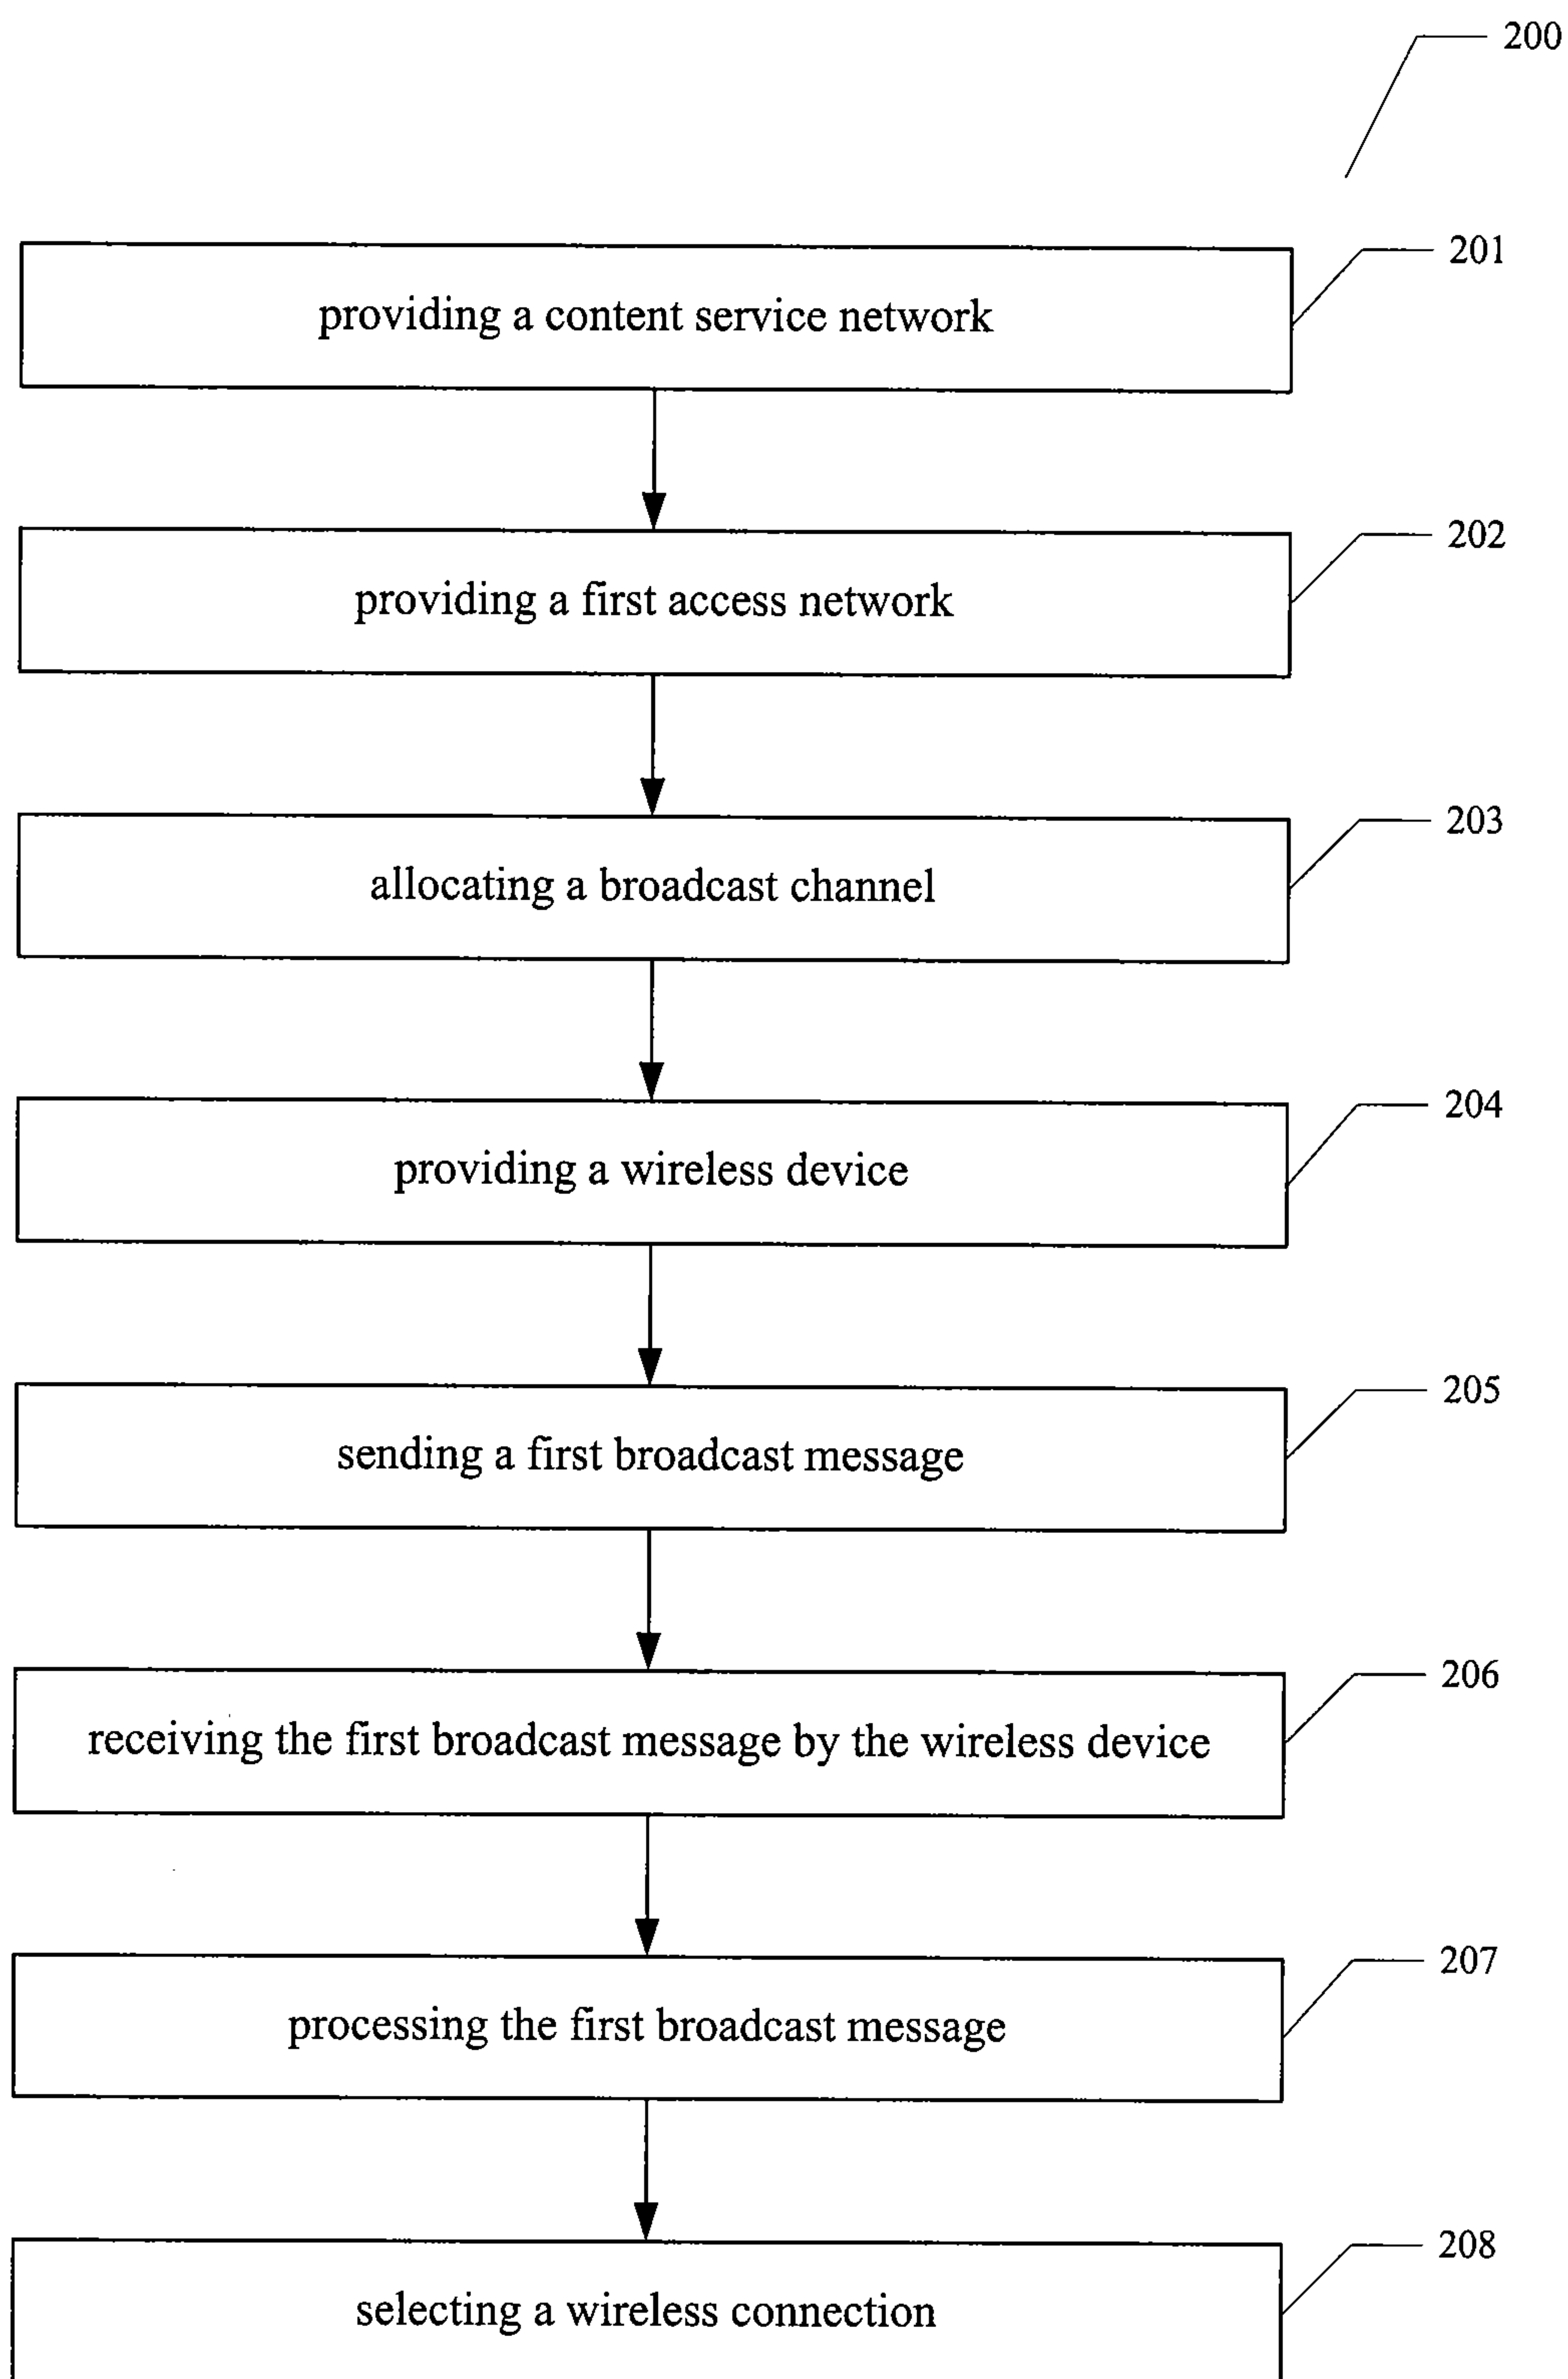 200
providing a content service network
201
providing a first access network
202
allocating a broadcast channel
203
providing a wireless device
204
sending a first broadcast message
205
receiving the first broadcast message by the wireless device
206
processing the first broadcast message
207
selecting a wireless connection
208